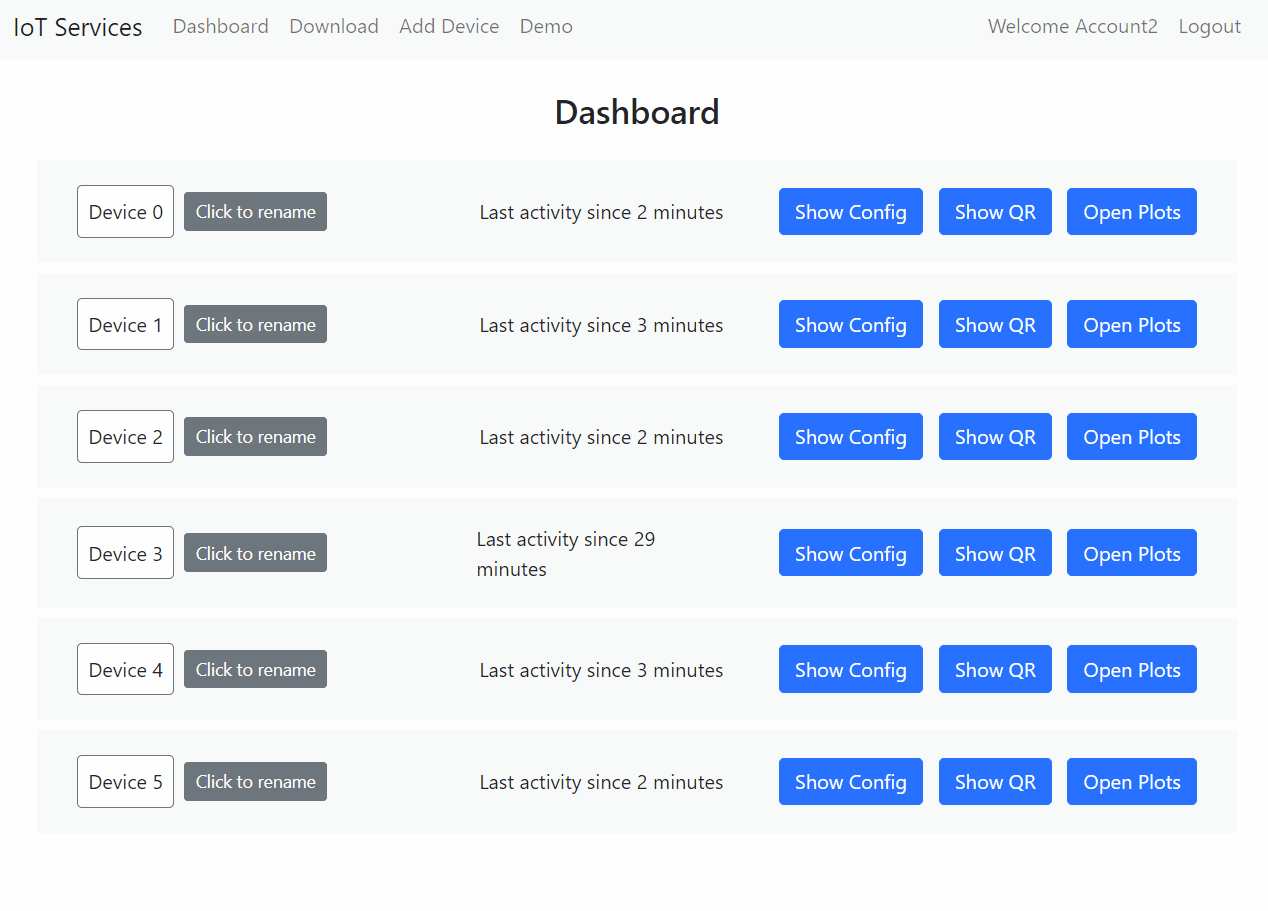 IoT Services Dashboard Download Add Device Demo Welcome Account2 Logout
Dashboard
Device 0 Click to rename Last activity since 2 minutes Show Config Show QR Open Plots
Device 1 Click to rename Last activity since 3 minutes Show Config Show QR Open Plots
Device 2 Click to rename Last activity since 2 minutes Show Config Show QR Open Plots
Device 3 Click to rename Last activity since 29
minutes Show Config Show QR Open Plots
Device 4 Click to rename Last activity since 3 minutes Show Config Show QR Open Plots
Device 5 Click to rename Last activity since 2 minutes Show Config Show QR Open Plots